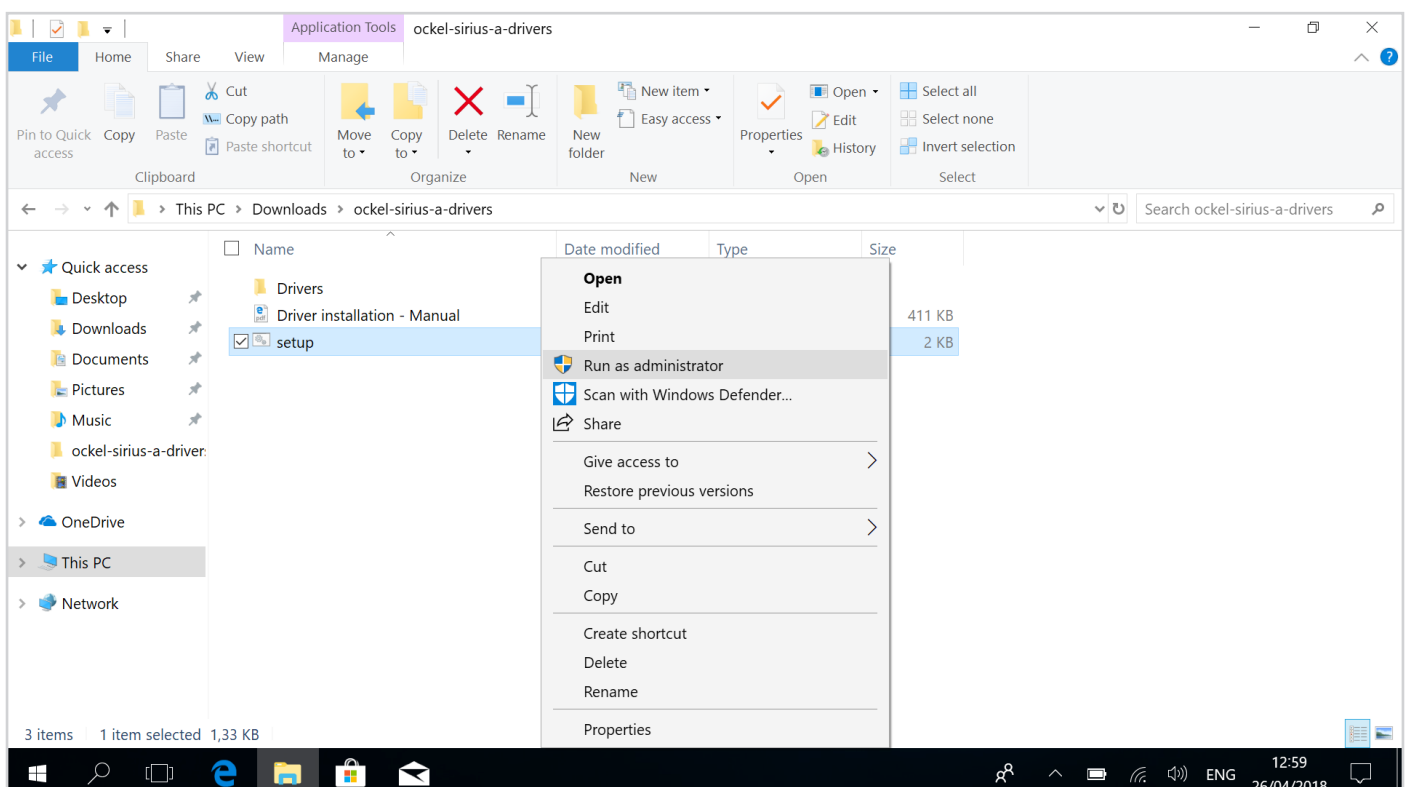 Application Tools ockel-sirius-a-drivers
File Home Share View Manage
Pin to Quick access
Copy
Paste
Cut
Copy path
Paste shortcut
Clipboard
Move to
Copy to
Delete
Rename
Organize
New folder
New item
Easy access
New
Properties
Open
Edit
History
Open
Select all
Select none
Invert selection
Select
This PC > Downloads > ockel-sirius-a-drivers
Search ockel-sirius-a-drivers
Quick access
Desktop
Downloads
Documents
Pictures
Music
ockel-sirius-a-driver
Videos
OneDrive
This PC
Network
Name Date modified Type Size
Drivers
Driver installation - Manual 411 KB
setup 2 KB
Open
Edit
Print
Run as administrator
Scan with Windows Defender...
Share
Give access to
Restore previous versions
Send to
Cut
Copy
Create shortcut
Delete
Rename
Properties
3 items 1 item selected 1,33 KB
ENG
12:59
26/04/2018